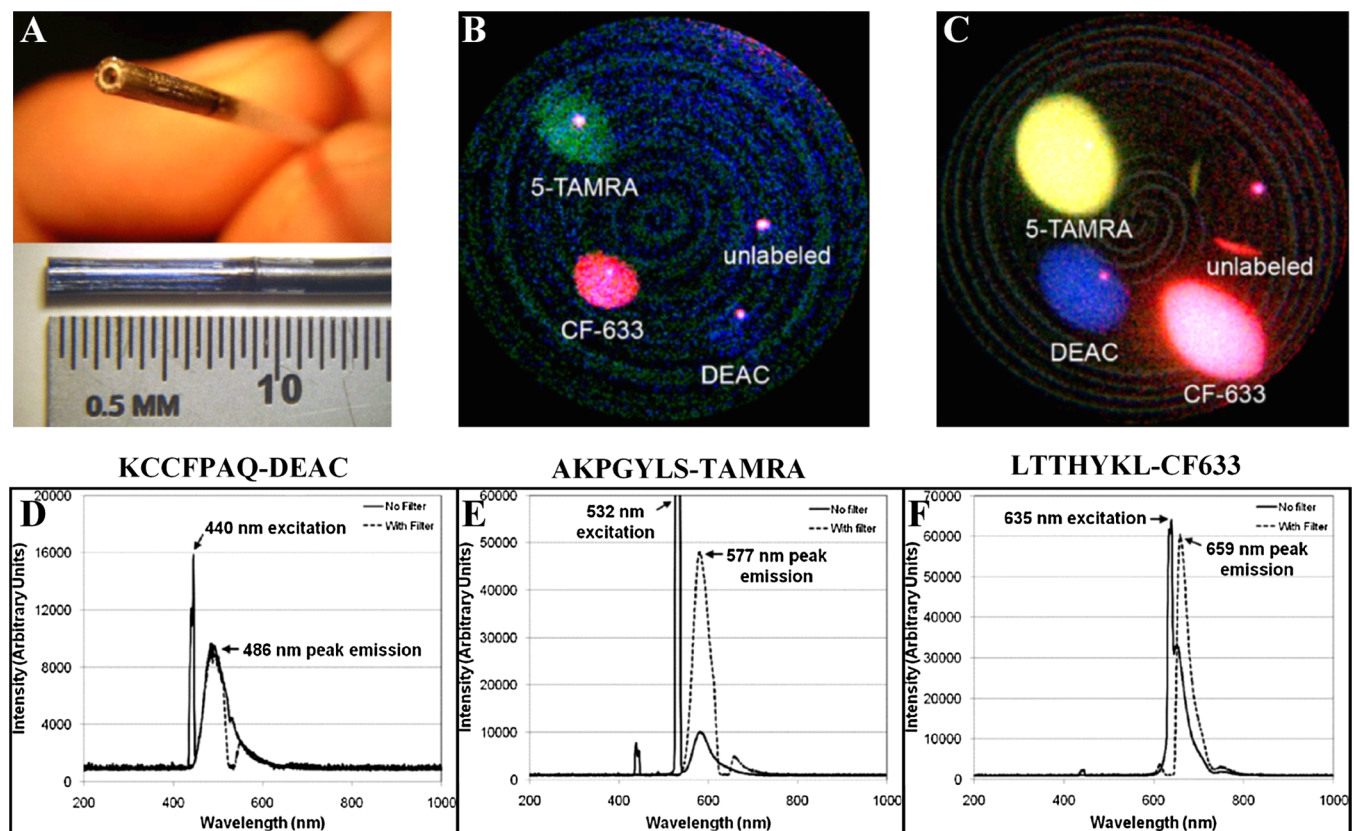 A
0.5 MM
10
B
5-TAMRA
unlabeled
CF-633
DEAC
C
5-TAMRA
unlabeled
DEAC
CF-633
KCCFPAQ-DEAC
D
Intensity (Arbitrary Units)
20000
16000
12000
8000
4000
0
No Filter
With Filter
440 nm excitation
486 nm peak emission
200
400
600
800
1000
Wavelength (nm)
AKPGYLS-TAMRA
E
Intensity (Arbitrary Units)
60000
50000
40000
30000
20000
10000
0
No filter
With filter
532 nm
excitation
577 nm peak
emission
200
400
600
800
1000
Wavelength (nm)
LTTHYKL-CF633
F
Intensity (Arbitrary Units)
70000
60000
50000
40000
30000
20000
10000
0
No Filter
With Filter
635 nm excitation
659 nm peak
emission
200
400
600
800
1000
Wavelength (nm)